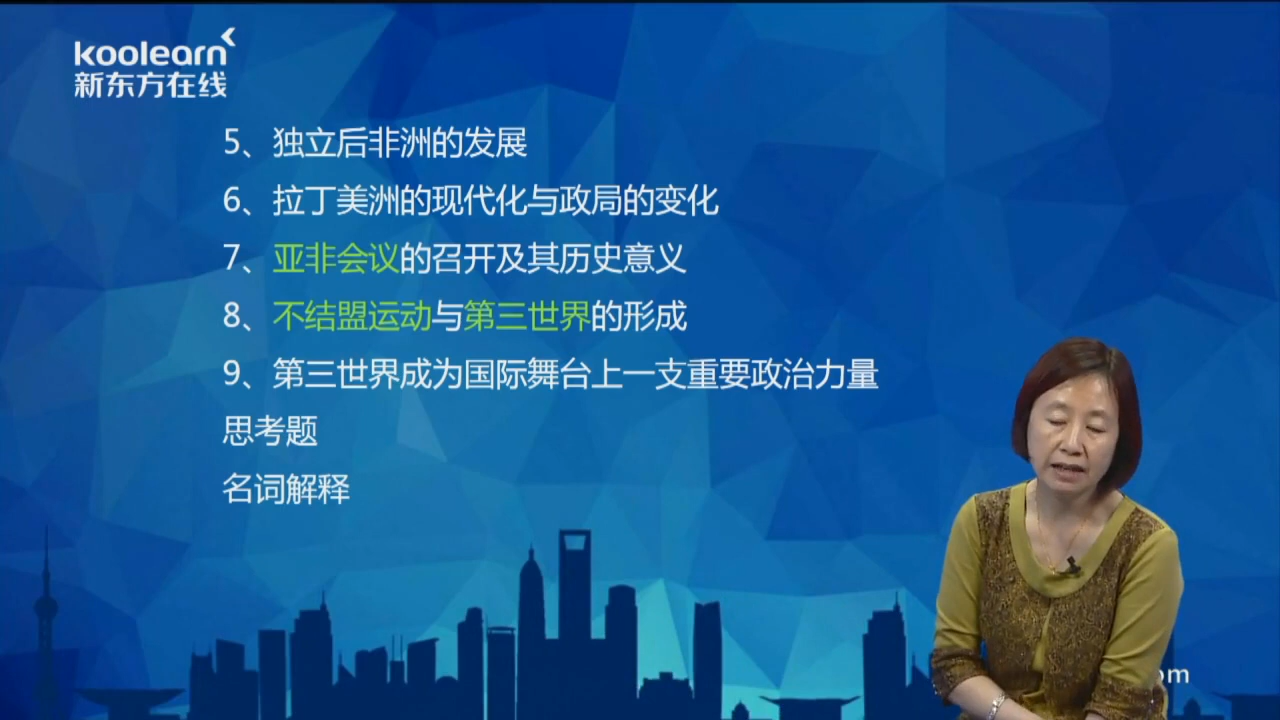 koolearn
新东方在线
5、独立后非洲的发展
6、拉丁美洲的现代化与政局的变化
7、亚非会议的召开及其历史意义
8、不结盟运动与第三世界的形成
9、第三世界成为国际舞台上一支重要政治力量
思考题
名词解释
om